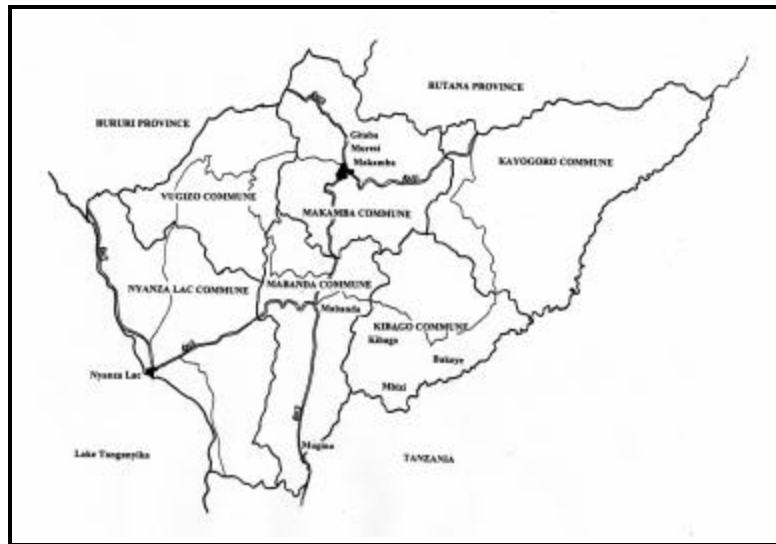 RUTANA PROVINCE
BURURI PROVINCE
Gitaba
Muresi
Makamba
KAYOGORO COMMUNE
VUGIZO COMMUNE
MAKAMBA COMMUNE
NYANZA LAC COMMUNE
MABANDA COMMUNE
Mabanda
KIBAGO COMMUNE
Kibago
Bukeye
Nyanza Lac
Mbizi
Mugina
Lake Tanganyika
TANZANIA